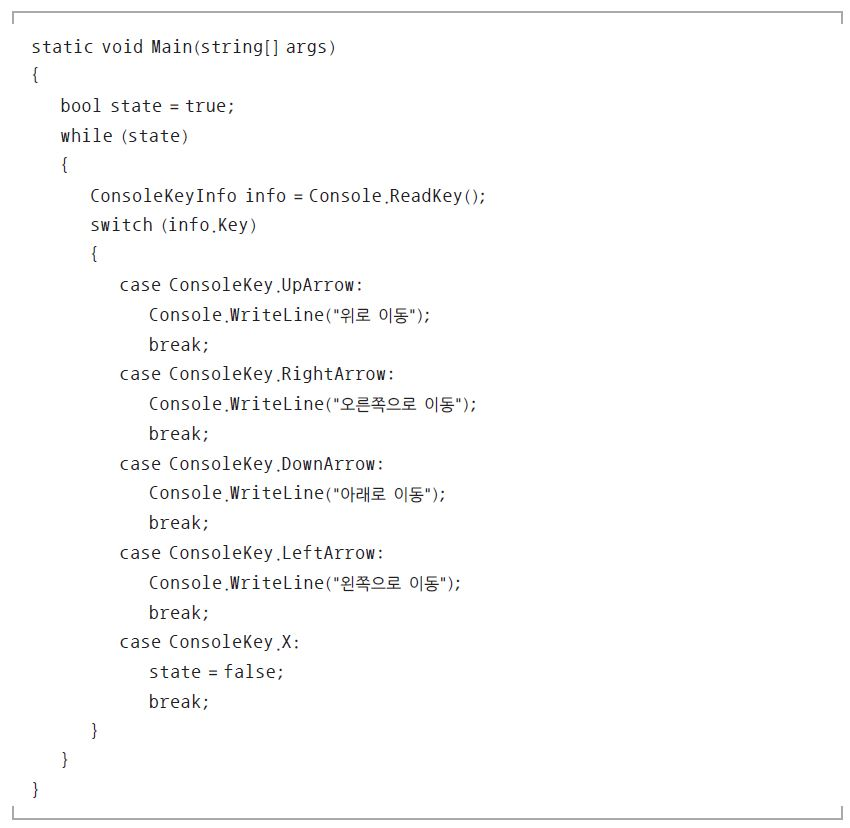 static void Main(string[] args)
{
bool state = true;
while (state)
{
ConsoleKeyInfo info = Console.ReadKey();
switch (info.Key)
{
case ConsoleKey.UpArrow:
Console.WriteLine("위로 이동");
break;
case ConsoleKey.RightArrow:
Console.WriteLine("오른쪽으로 이동");
break;
case ConsoleKey.DownArrow:
Console.WriteLine("아래로 이동");
break;
case ConsoleKey.LeftArrow:
Console.WriteLine("왼쪽으로 이동");
break;
case ConsoleKey.X:
state = false;
break;
}
}
}